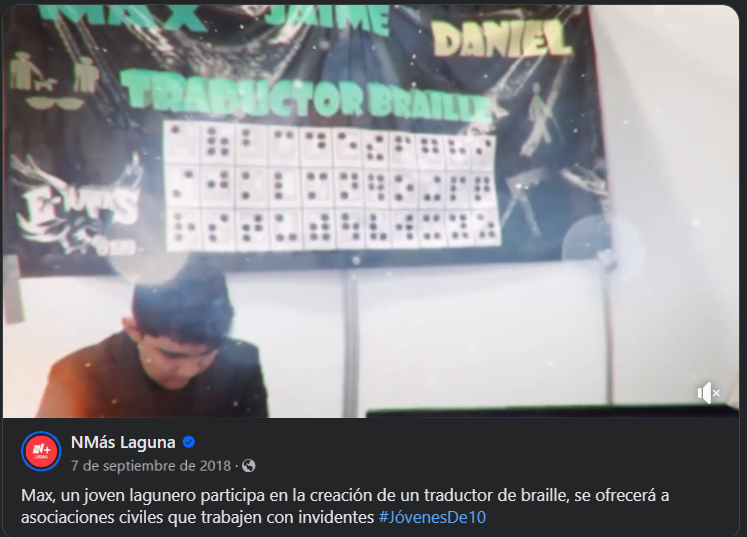 MAX JAIME DANIEL
TRADUCTOR BRAILLE
N+
LAGUNA
NMás Laguna
7 de septiembre de 2018 ·
Max, un joven lagunero participa en la creación de un traductor de braille, se ofrecerá a
asociaciones civiles que trabajen con invidentes #JóvenesDe10